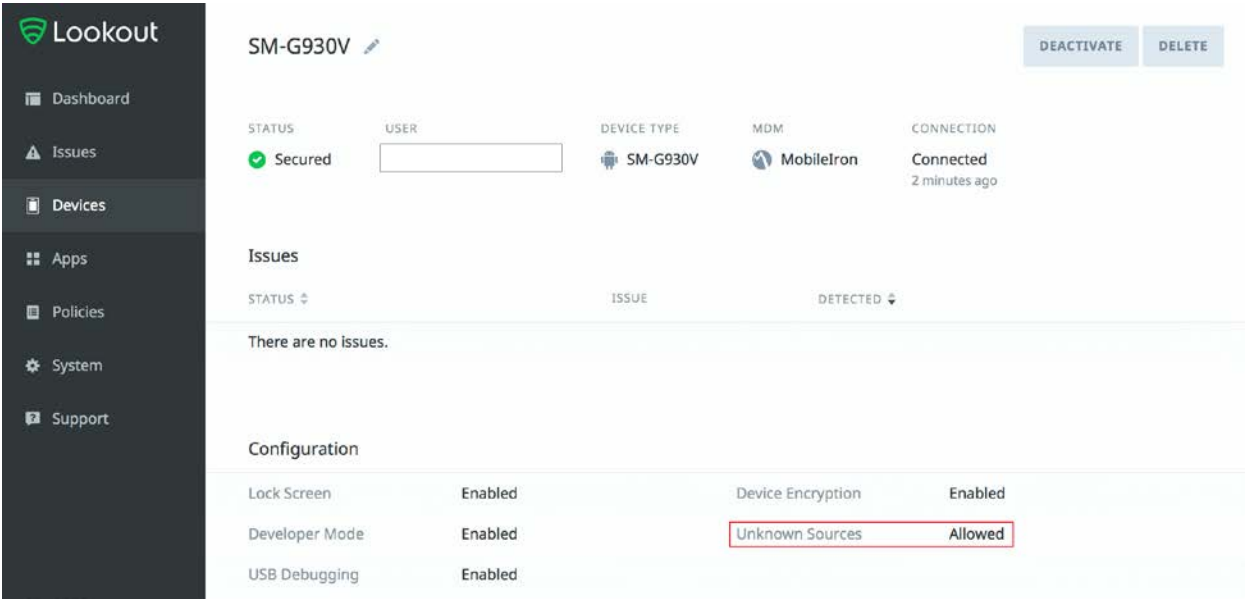 Lookout
Dashboard
Issues
Devices
Apps
Policies
System
Support
SM-G930V
DEACTIVATE DELETE
STATUS USER DEVICE TYPE MDM CONNECTION
Secured SM-G930V MobileIron Connected
2 minutes ago
Issues
STATUS ISSUE DETECTED
There are no issues.
Configuration
Lock Screen Enabled Device Encryption Enabled
Developer Mode Enabled Unknown Sources Allowed
USB Debugging Enabled